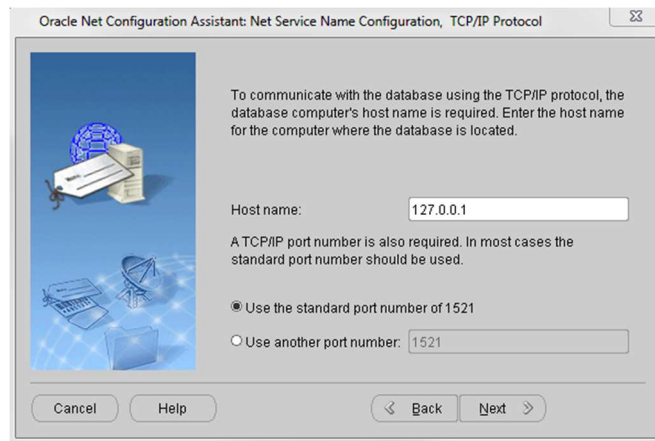 Oracle Net Configuration Assistant: Net Service Name Configuration, TCP/IP Protocol
To communicate with the database using the TCP/IP protocol, the
database computer's host name is required. Enter the host name
for the computer where the database is located.
Host name: 127.0.0.1
A TCP/IP port number is also required. In most cases the
standard port number should be used.
Use the standard port number of 1521
Use another port number: 1521
Cancel Help Back Next